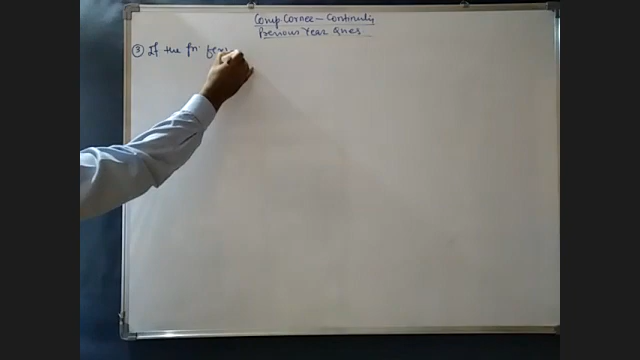 Comp. Corner - Continuity
Previous Year Ques
③ If the fn. f(x)